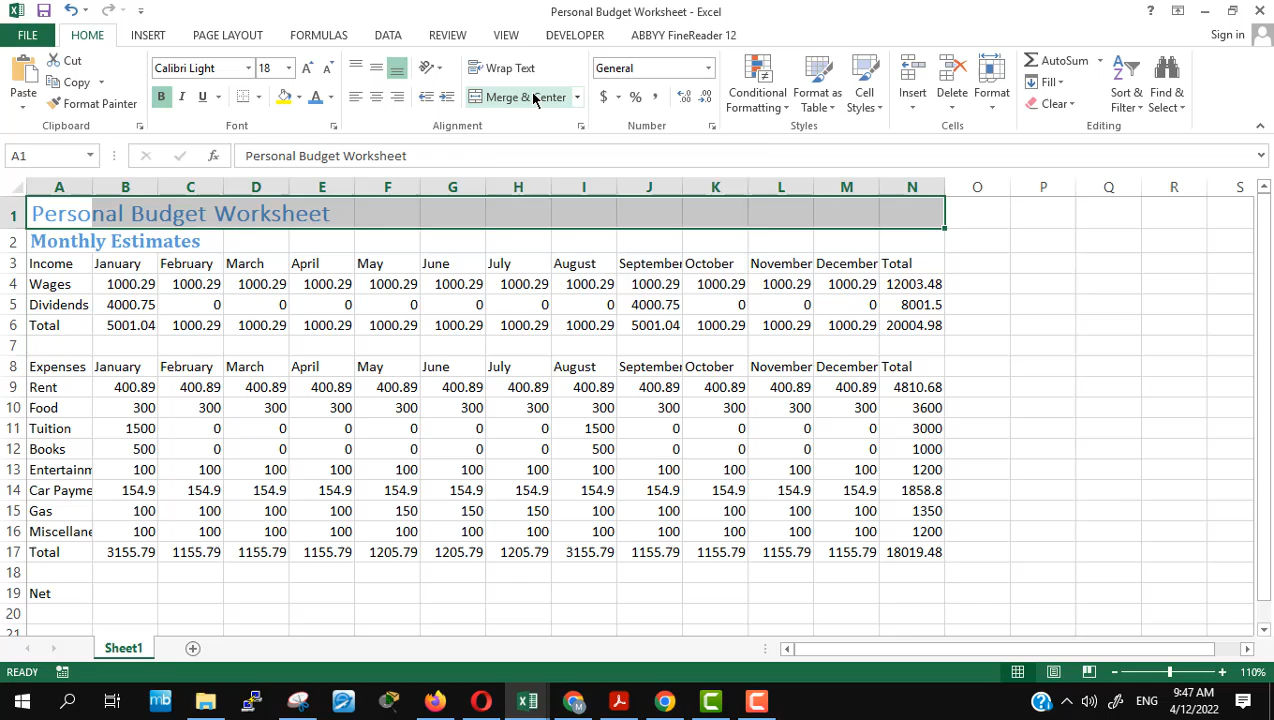 Personal Budget Worksheet - Excel
Sign in
FILE HOME INSERT PAGE LAYOUT FORMULAS DATA REVIEW VIEW DEVELOPER ABBYY FineReader 12
Paste Cut Copy Format Painter
Clipboard
Calibri Light 18 A A
B I U A
Font
Wrap Text
Merge & Center
Alignment
General
$ % ,
Number
Conditional Formatting
Format as Table
Cell Styles
Styles
Insert Delete Format
Cells
AutoSum
Fill
Clear
Sort & Filter
Find & Select
Editing
A1 fx Personal Budget Worksheet
A B C D E F G H I J K L M N O P Q R S
1 Personal Budget Worksheet
2 Monthly Estimates
3 Income January February March April May June July August September October November December Total
4 Wages 1000.29 1000.29 1000.29 1000.29 1000.29 1000.29 1000.29 1000.29 1000.29 1000.29 1000.29 1000.29 12003.48
5 Dividends 4000.75 0 0 0 0 0 0 0 4000.75 0 0 0 8001.5
6 Total 5001.04 1000.29 1000.29 1000.29 1000.29 1000.29 1000.29 1000.29 5001.04 1000.29 1000.29 1000.29 20004.98
7
8 Expenses January February March April May June July August September October November December Total
9 Rent 400.89 400.89 400.89 400.89 400.89 400.89 400.89 400.89 400.89 400.89 400.89 400.89 4810.68
10 Food 300 300 300 300 300 300 300 300 300 300 300 300 3600
11 Tuition 1500 0 0 0 0 0 0 1500 0 0 0 0 3000
12 Books 500 0 0 0 0 0 0 500 0 0 0 0 1000
13 Entertainm 100 100 100 100 100 100 100 100 100 100 100 100 1200
14 Car Payme 154.9 154.9 154.9 154.9 154.9 154.9 154.9 154.9 154.9 154.9 154.9 154.9 1858.8
15 Gas 100 100 100 100 150 150 150 100 100 100 100 100 1350
16 Miscellane 100 100 100 100 100 100 100 100 100 100 100 100 1200
17 Total 3155.79 1155.79 1155.79 1155.79 1205.79 1205.79 1205.79 3155.79 1155.79 1155.79 1155.79 1155.79 18019.48
18
19 Net
20
21
Sheet1
READY 110%
mb ENG 9:47 AM
4/12/2022